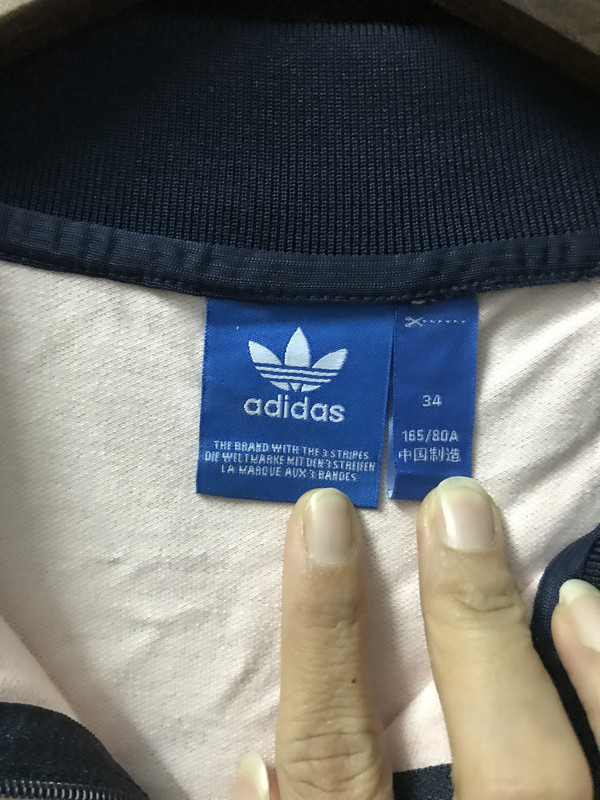 adidas
THE BRAND WITH THE 3 STRIPES
DIE WELTMARKE MIT DEN 3 STREIFEN
LA MARQUE AUX 3 BANDES
34
165/80A
中国制造